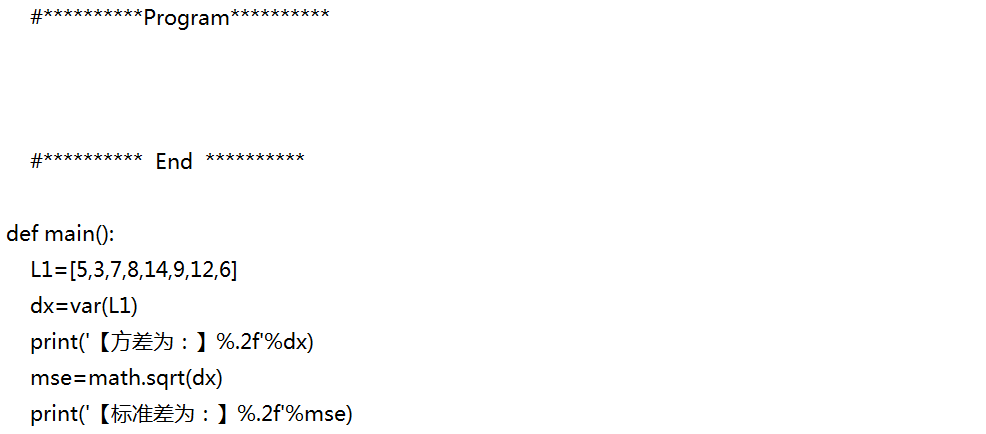 #**********Program**********
#********** End **********
def main():
L1=[5,3,7,8,14,9,12,6]
dx=var(L1)
print('【方差为：】%.2f'%dx)
mse=math.sqrt(dx)
print('【标准差为：】%.2f'%mse)